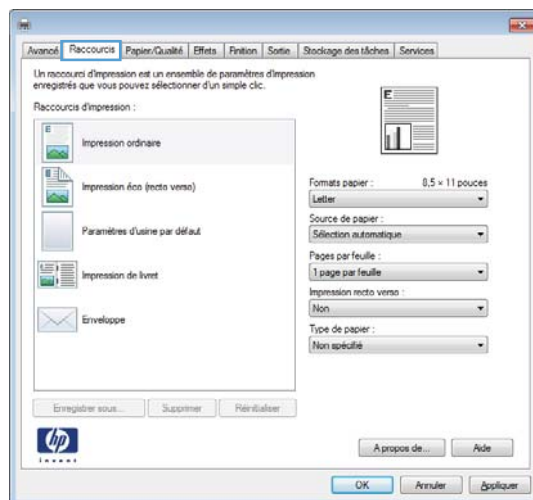 Avancé Raccourcis Papier/Qualité Effets Finition Sortie Stockage des tâches Services
Un raccourci d'impression est un ensemble de paramètres d'impression
enregistrés que vous pouvez sélectionner d'un simple clic.
Raccourcis d'impression :
Impression ordinaire
Impression éco (recto verso)
Paramètres d'usine par défaut
Impression de livret
Enveloppe
E
Formats papier : 8,5 × 11 pouces
Letter
Source de papier :
Sélection automatique
Pages par feuille :
1 page par feuille
Impression recto verso :
Non
Type de papier :
Non spécifié
Enregistrer sous... Supprimer Réinitialiser
hp
invent
A propos de... Aide
OK Annuler Appliquer